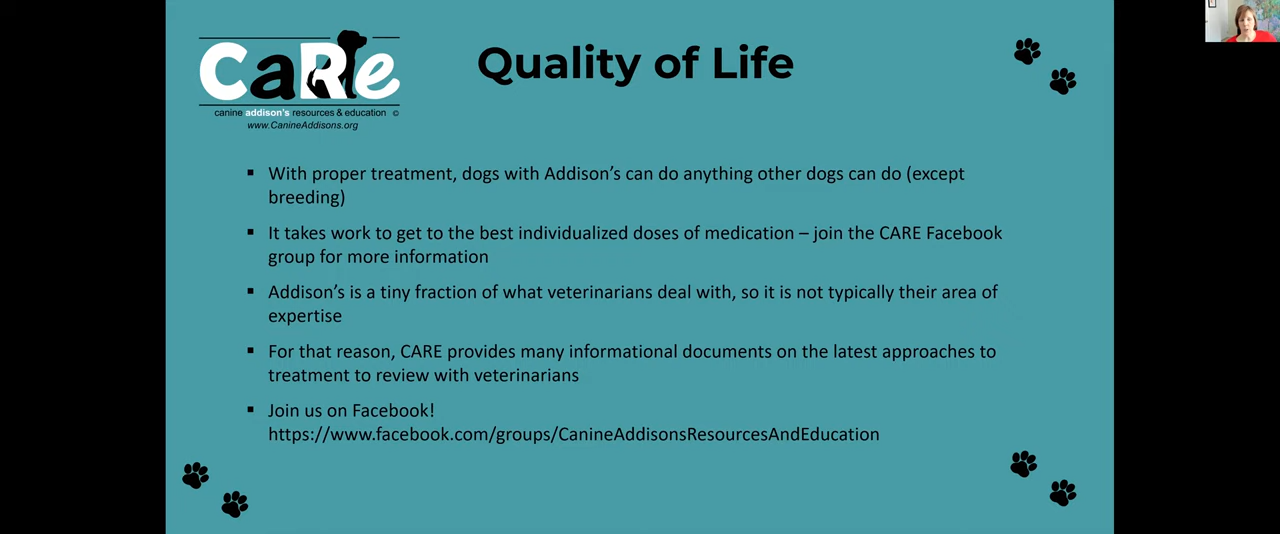 CaRe
canine addison's resources & education ©
www.CanineAddisons.org
Quality of Life
▪ With proper treatment, dogs with Addison's can do anything other dogs can do (except
breeding)
▪ It takes work to get to the best individualized doses of medication – join the CARE Facebook
group for more information
▪ Addison's is a tiny fraction of what veterinarians deal with, so it is not typically their area of
expertise
▪ For that reason, CARE provides many informational documents on the latest approaches to
treatment to review with veterinarians
▪ Join us on Facebook!
https://www.facebook.com/groups/CanineAddisonsResourcesAndEducation